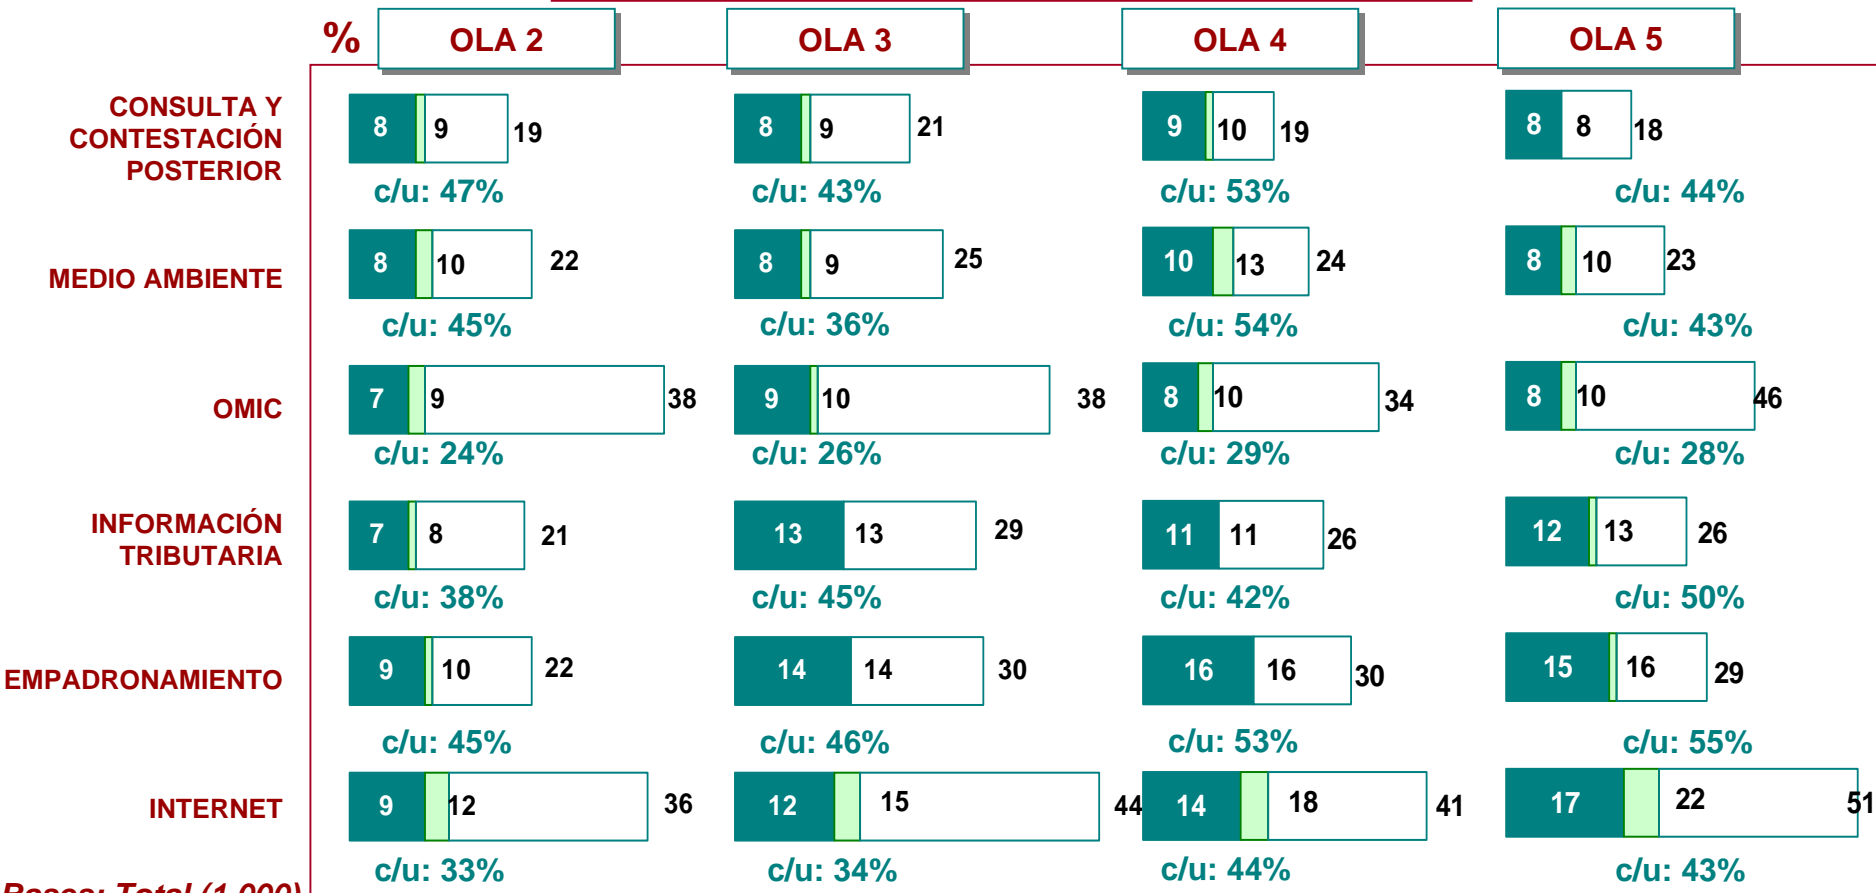 % OLA 2 OLA 3 OLA 4 OLA 5
CONSULTA Y
CONTESTACIÓN
POSTERIOR
8 9 19 8 9 21 9 10 19 8 8 18
c/u: 47% c/u: 43% c/u: 53% c/u: 44%
MEDIO AMBIENTE
8 10 22 8 9 25 10 13 24 8 10 23
c/u: 45% c/u: 36% c/u: 54% c/u: 43%
OMIC
7 9 38 9 10 38 8 10 34 8 10 46
c/u: 24% c/u: 26% c/u: 29% c/u: 28%
INFORMACIÓN
TRIBUTARIA
7 8 21 13 13 29 11 11 26 12 13 26
c/u: 38% c/u: 45% c/u: 42% c/u: 50%
EMPADRONAMIENTO
9 10 22 14 14 30 16 16 30 15 16 29
c/u: 45% c/u: 46% c/u: 53% c/u: 55%
INTERNET
9 12 36 12 15 44 14 18 41 17 22 51
c/u: 33% c/u: 34% c/u: 44% c/u: 43%
Bases: Total (1.000)